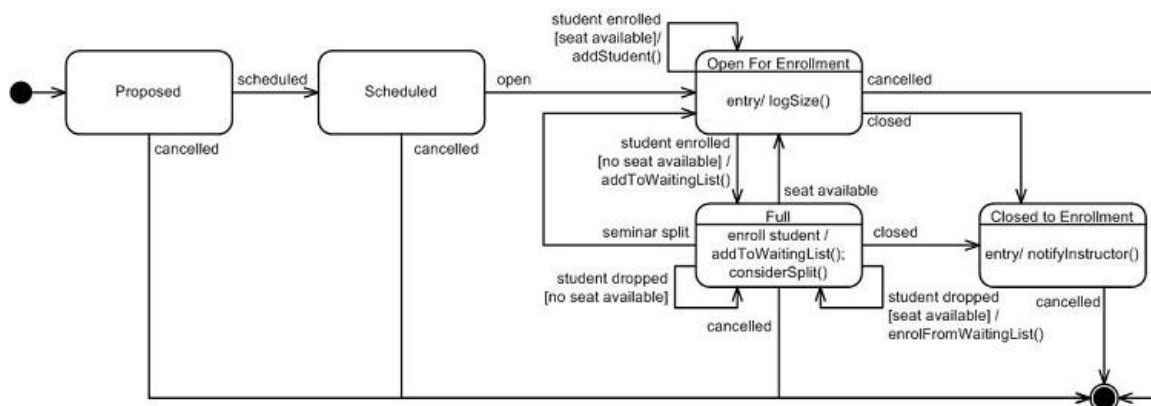 student enrolled
[seat available]/
addStudent()
Open For Enrollment
entry/ logSize()
Proposed
scheduled
Scheduled
open
cancelled
closed
cancelled
cancelled
student enrolled
[no seat available] /
addToWaitingList()
seat available
Full
enroll student /
addToWaitingList();
considerSplit()
seminar split
closed
Closed to Enrollment
entry/ notifyInstructor()
student dropped
[no seat available]
cancelled
student dropped
[seat available] /
enrolFromWaitingList()
cancelled